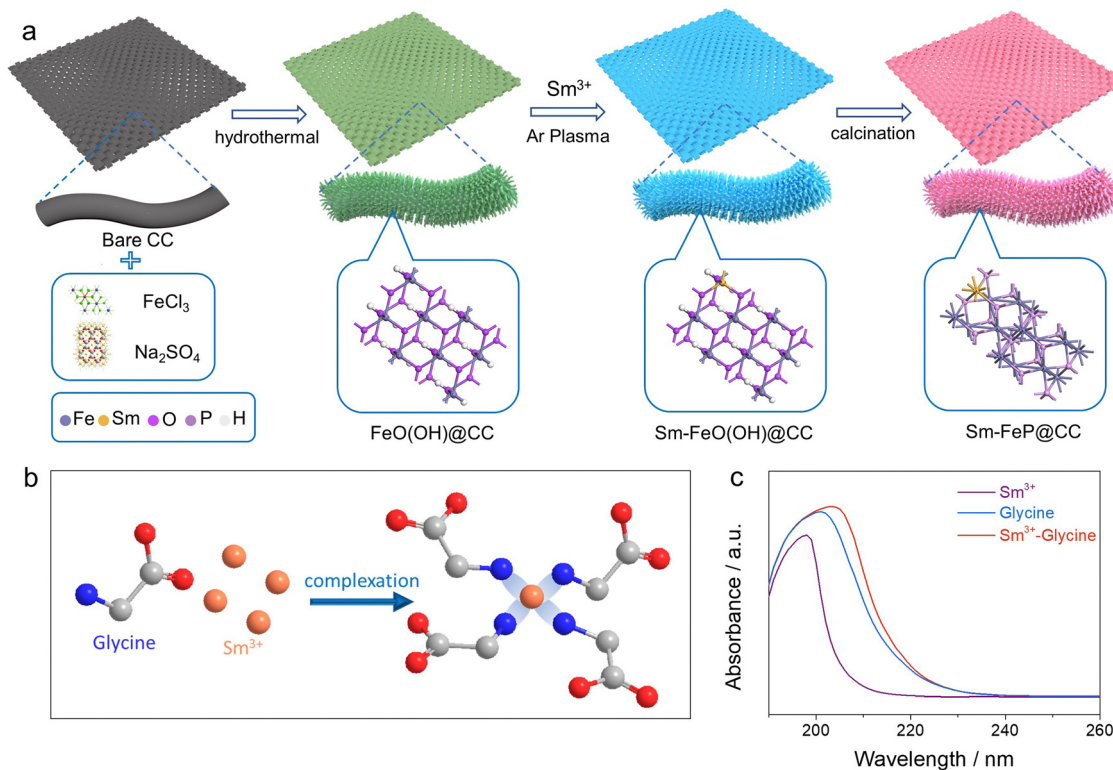 a
hydrothermal
Sm³⁺
Ar Plasma
calcination
Bare CC
+
FeCl₃
Na₂SO₄
Fe Sm O P H
FeO(OH)@CC
Sm-FeO(OH)@CC
Sm-FeP@CC
b
Glycine
Sm³⁺
complexation
c
Sm³⁺
Glycine
Sm³⁺-Glycine
Absorbance / a.u.
200 220 240 260
Wavelength / nm